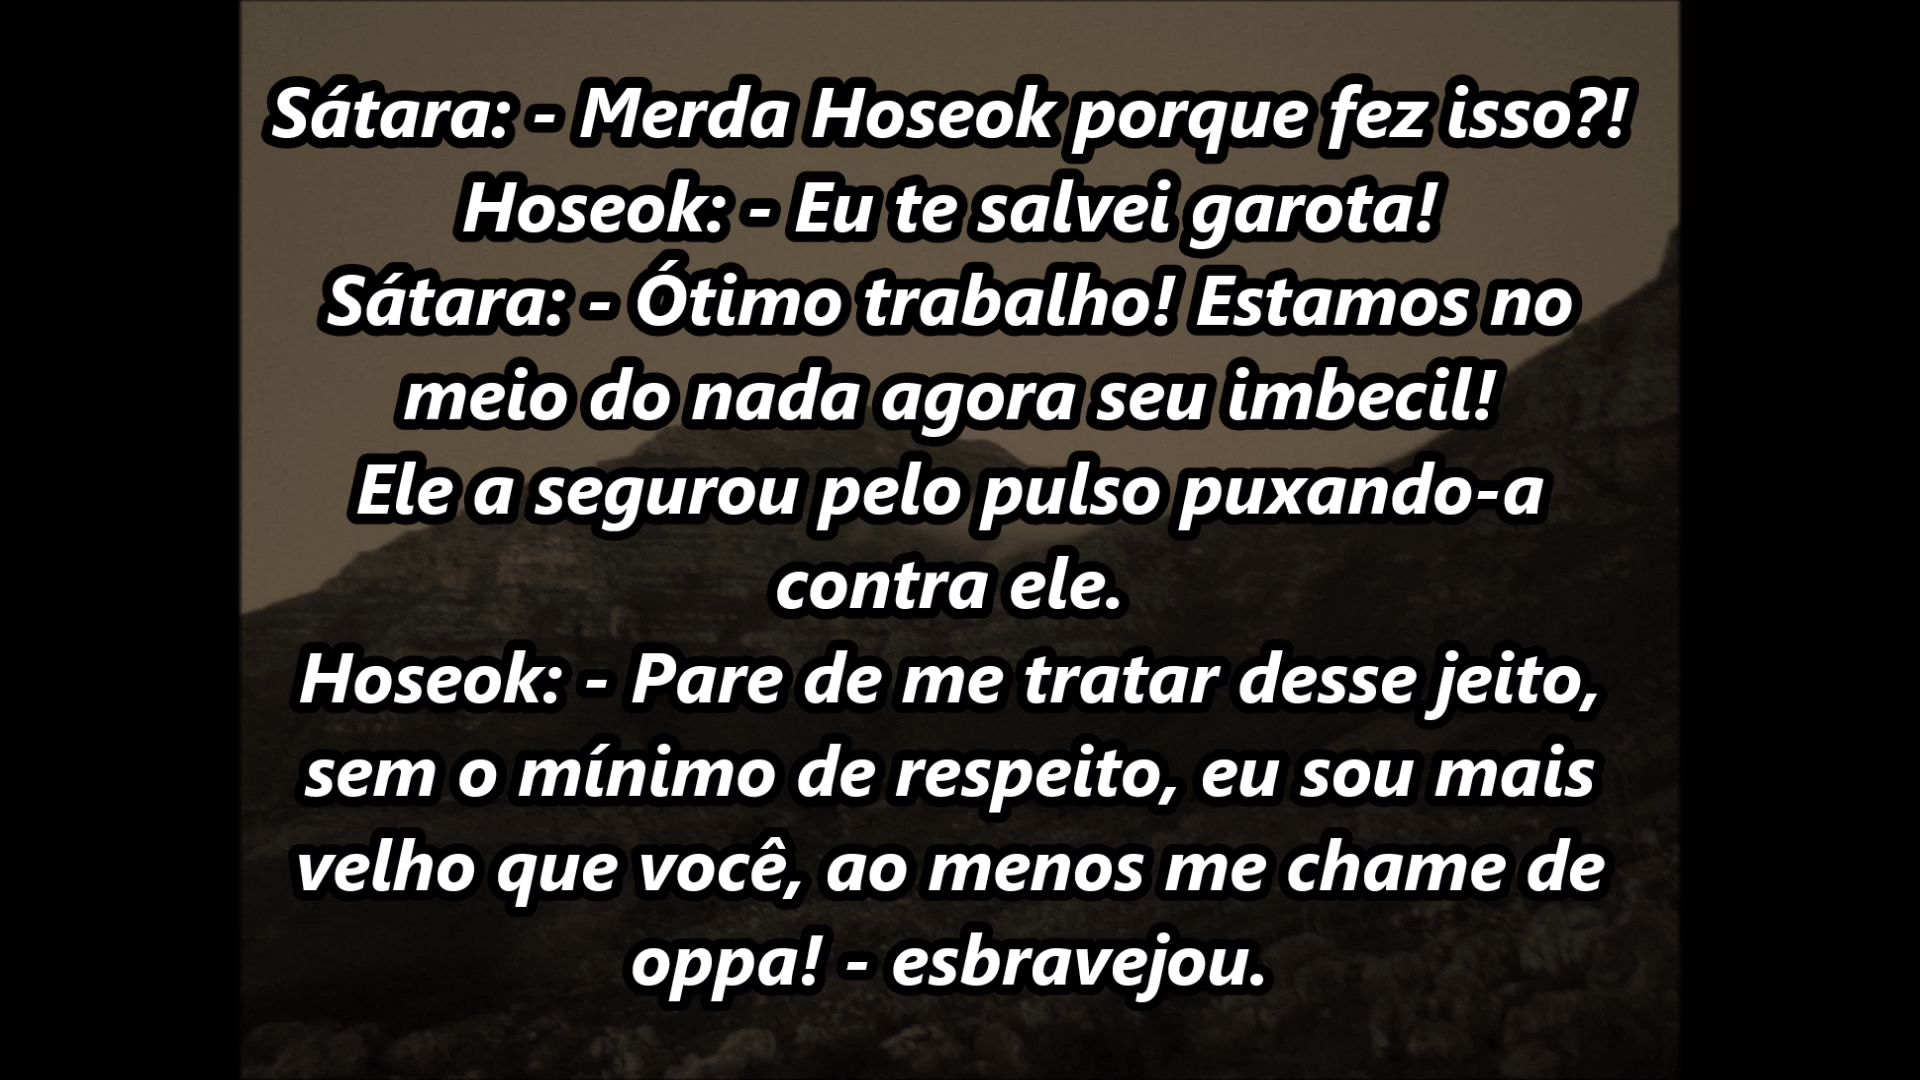 Sátara: - Merda Hoseok porque fez isso?!
Hoseok: - Eu te salvei garota!
Sátara: - Ótimo trabalho! Estamos no
meio do nada agora seu imbecil!
Ele a segurou pelo pulso puxando-a
contra ele.
Hoseok: - Pare de me tratar desse jeito,
sem o mínimo de respeito, eu sou mais
velho que você, ao menos me chame de
oppa! - esbravejou.